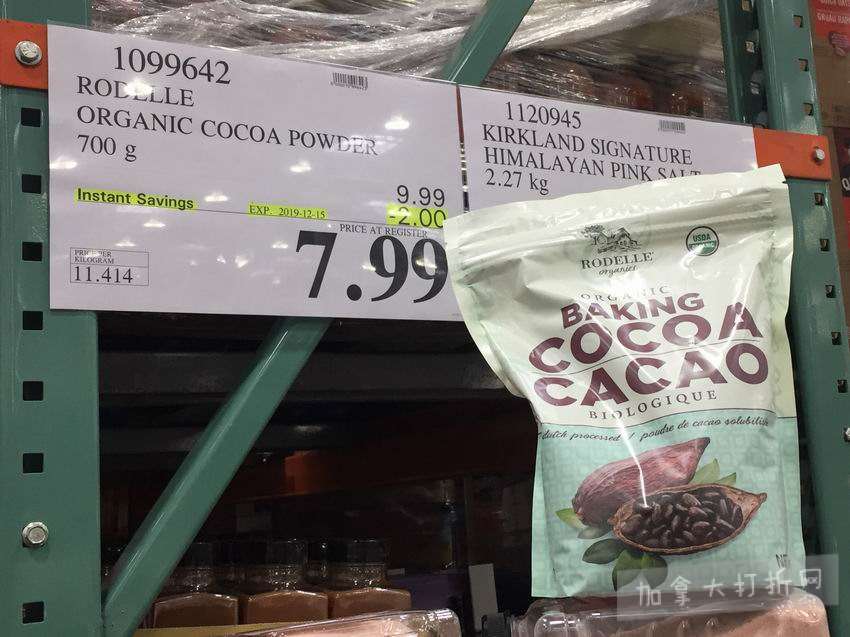 1099642
RODELLE
ORGANIC COCOA POWDER
700 g
Instant Savings
EXP. 2019-12-15
9.99
-2.00
PRICE AT REGISTER
7.99
PRICE PER
KILOGRAM
11.414
1120945
KIRKLAND SIGNATURE
HIMALAYAN PINK SALT
2.27 kg
RODELLE
organics
USDA
ORGANIC
ORGANIC
BAKING
COCOA
CACAO
BIOLOGIQUE
dutch processed / poudre de cacao solubilisée
加拿大打折网